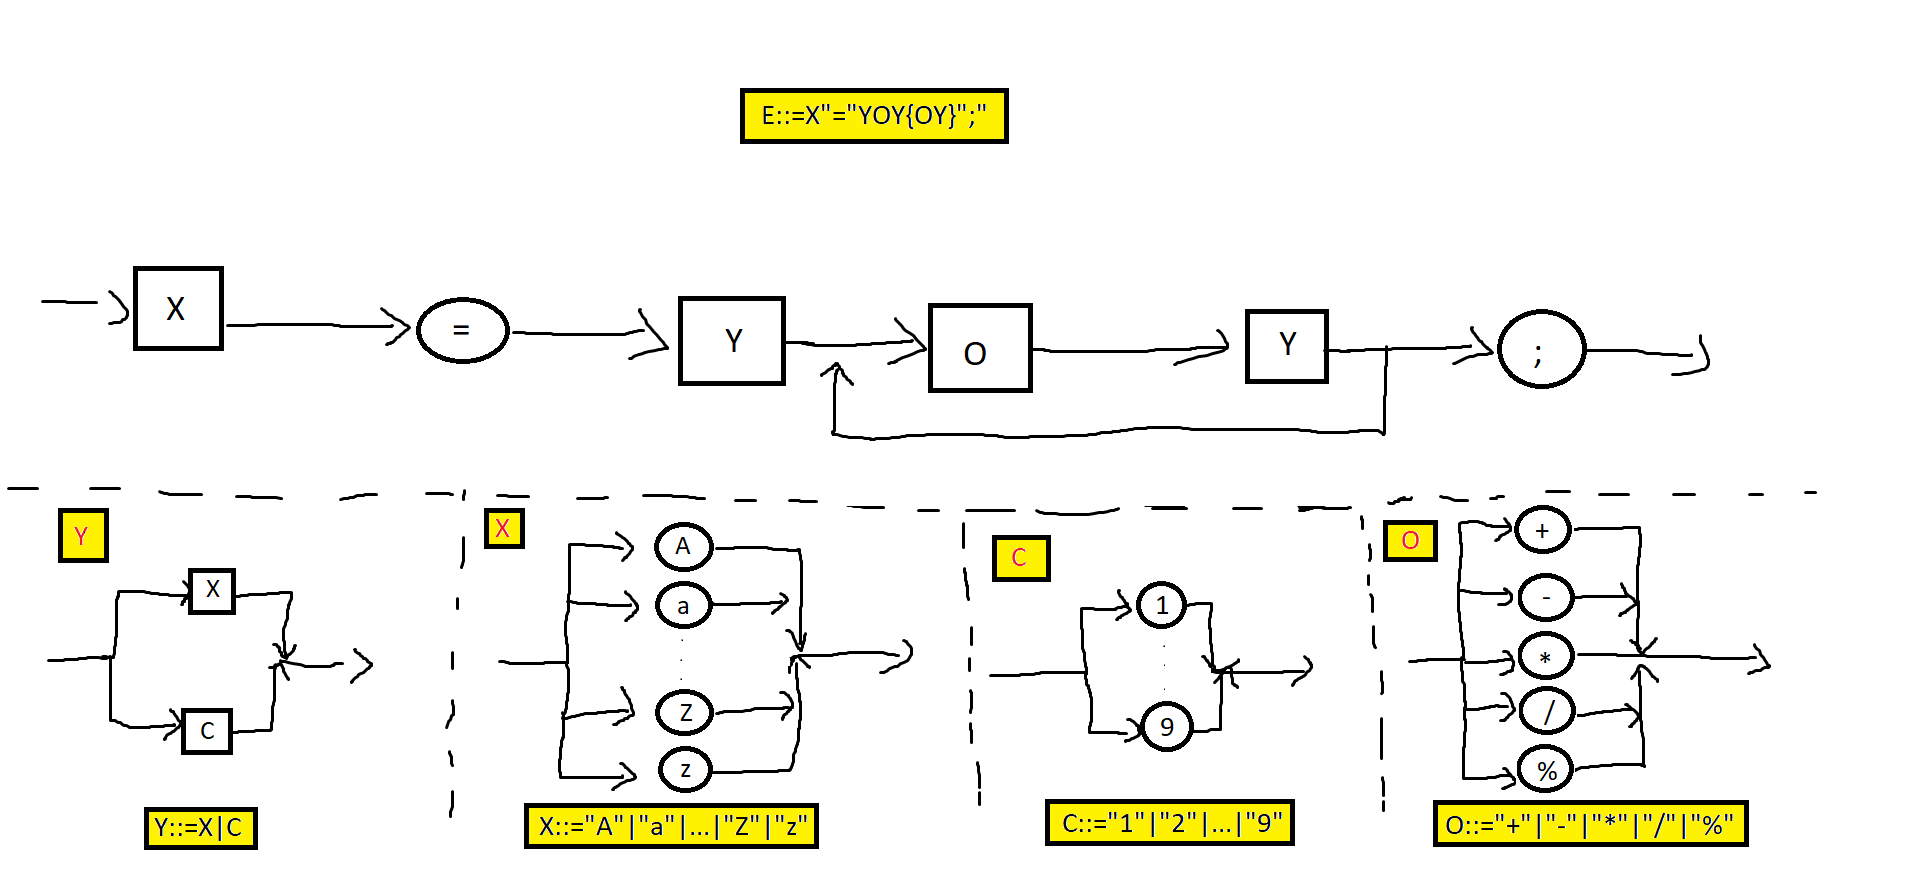 E::=X"="YOY{OY}";"
X = Y O Y ;
Y
X
C
Y::=X|C
X
A
a
.
.
.
Z
z
X::="A"|"a"|...|"Z"|"z"
C
1
.
.
.
9
C::="1"|"2"|...|"9"
O
+
-
*
/
%
O::="+"|"-"|"*"|"/"|"%"